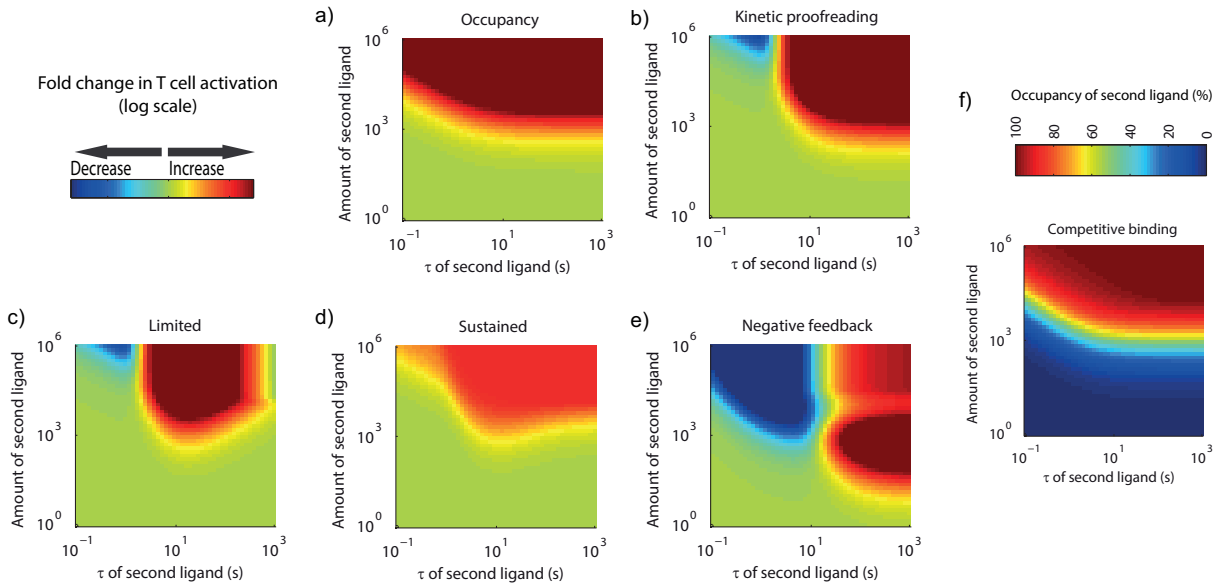 Fold change in T cell activation
(log scale)
Decrease
Increase
a)
Occupancy
Amount of second ligand
10^6
10^3
10^0
10^−1
10^1
10^3
τ of second ligand (s)
b)
Kinetic proofreading
Amount of second ligand
10^6
10^3
10^0
10^−1
10^1
10^3
τ of second ligand (s)
f)
Occupancy of second ligand (%)
100
80
60
40
20
0
Competitive binding
Amount of second ligand
10^6
10^3
10^0
10^−1
10^1
10^3
τ of second ligand (s)
c)
Limited
Amount of second ligand
10^6
10^3
10^0
10^−1
10^1
10^3
τ of second ligand (s)
d)
Sustained
Amount of second ligand
10^6
10^3
10^0
10^−1
10^1
10^3
τ of second ligand (s)
e)
Negative feedback
Amount of second ligand
10^6
10^3
10^0
10^−1
10^1
10^3
τ of second ligand (s)